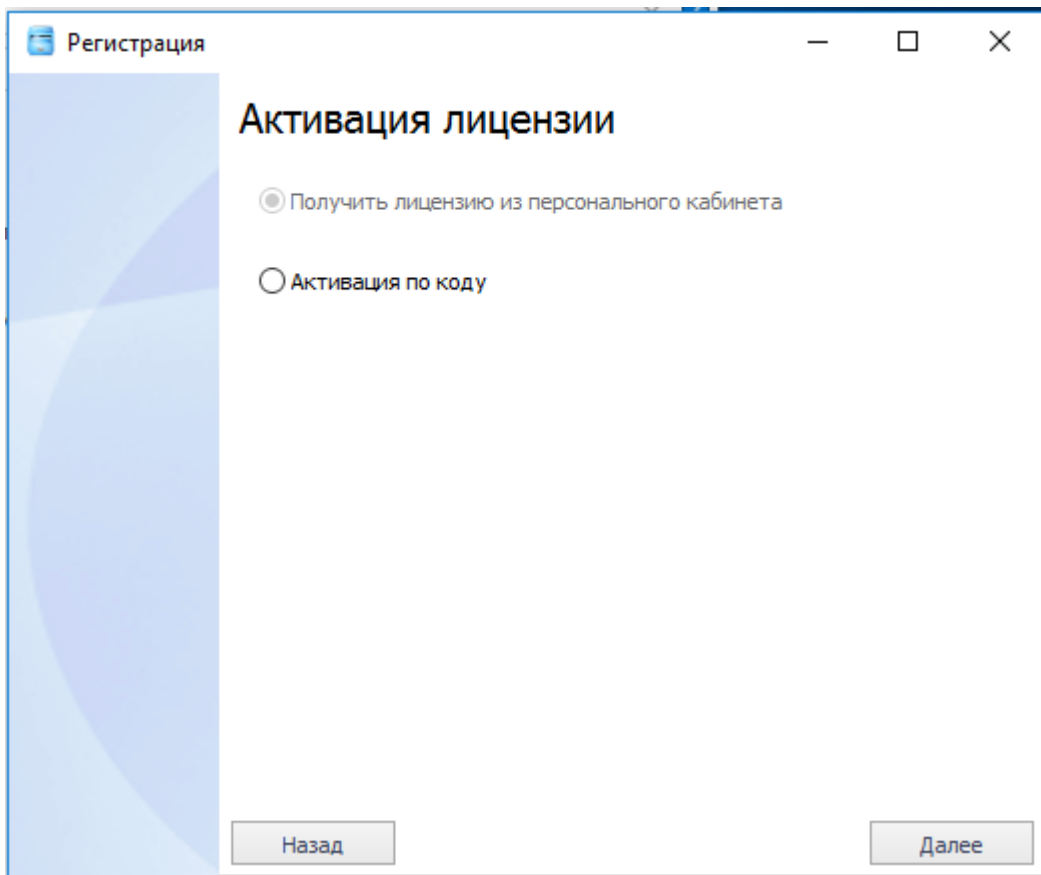 Регистрация
Активация лицензии
Получить лицензию из персонального кабинета
Активация по коду
Назад
Далее